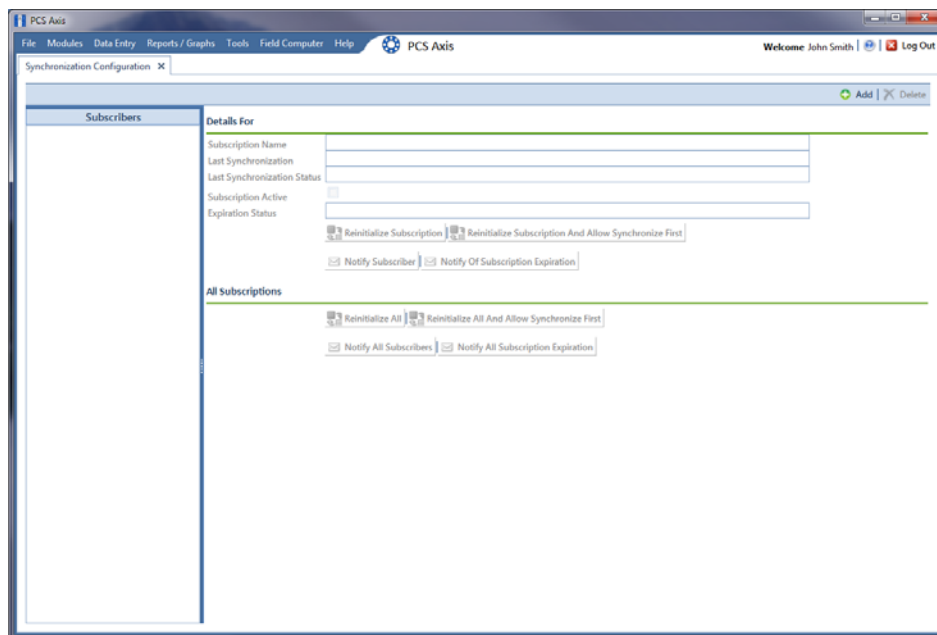 PCS Axis
File Modules Data Entry Reports / Graphs Tools Field Computer Help PCS Axis Welcome John Smith | | Log Out
Synchronization Configuration X
Add | Delete
Subscribers
Details For
Subscription Name
Last Synchronization
Last Synchronization Status
Subscription Active
Expiration Status
Reinitialize Subscription | Reinitialize Subscription And Allow Synchronize First
Notify Subscriber | Notify Of Subscription Expiration
All Subscriptions
Reinitialize All | Reinitialize All And Allow Synchronize First
Notify All Subscribers | Notify All Subscription Expiration